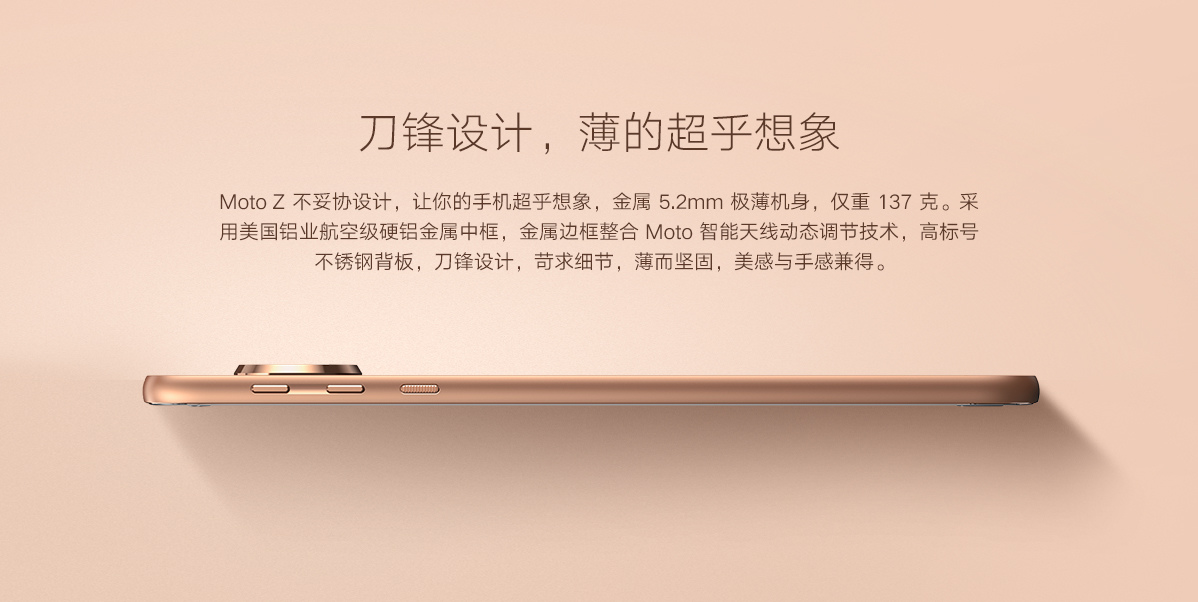 刀锋设计，薄的超乎想象
Moto Z 不妥协设计，让你的手机超乎想象，金属 5.2mm 极薄机身，仅重 137 克。采
用美国铝业航空级硬铝金属中框，金属边框整合 Moto 智能天线动态调节技术，高标号
不锈钢背板，刀锋设计，苛求细节，薄而坚固，美感与手感兼得。